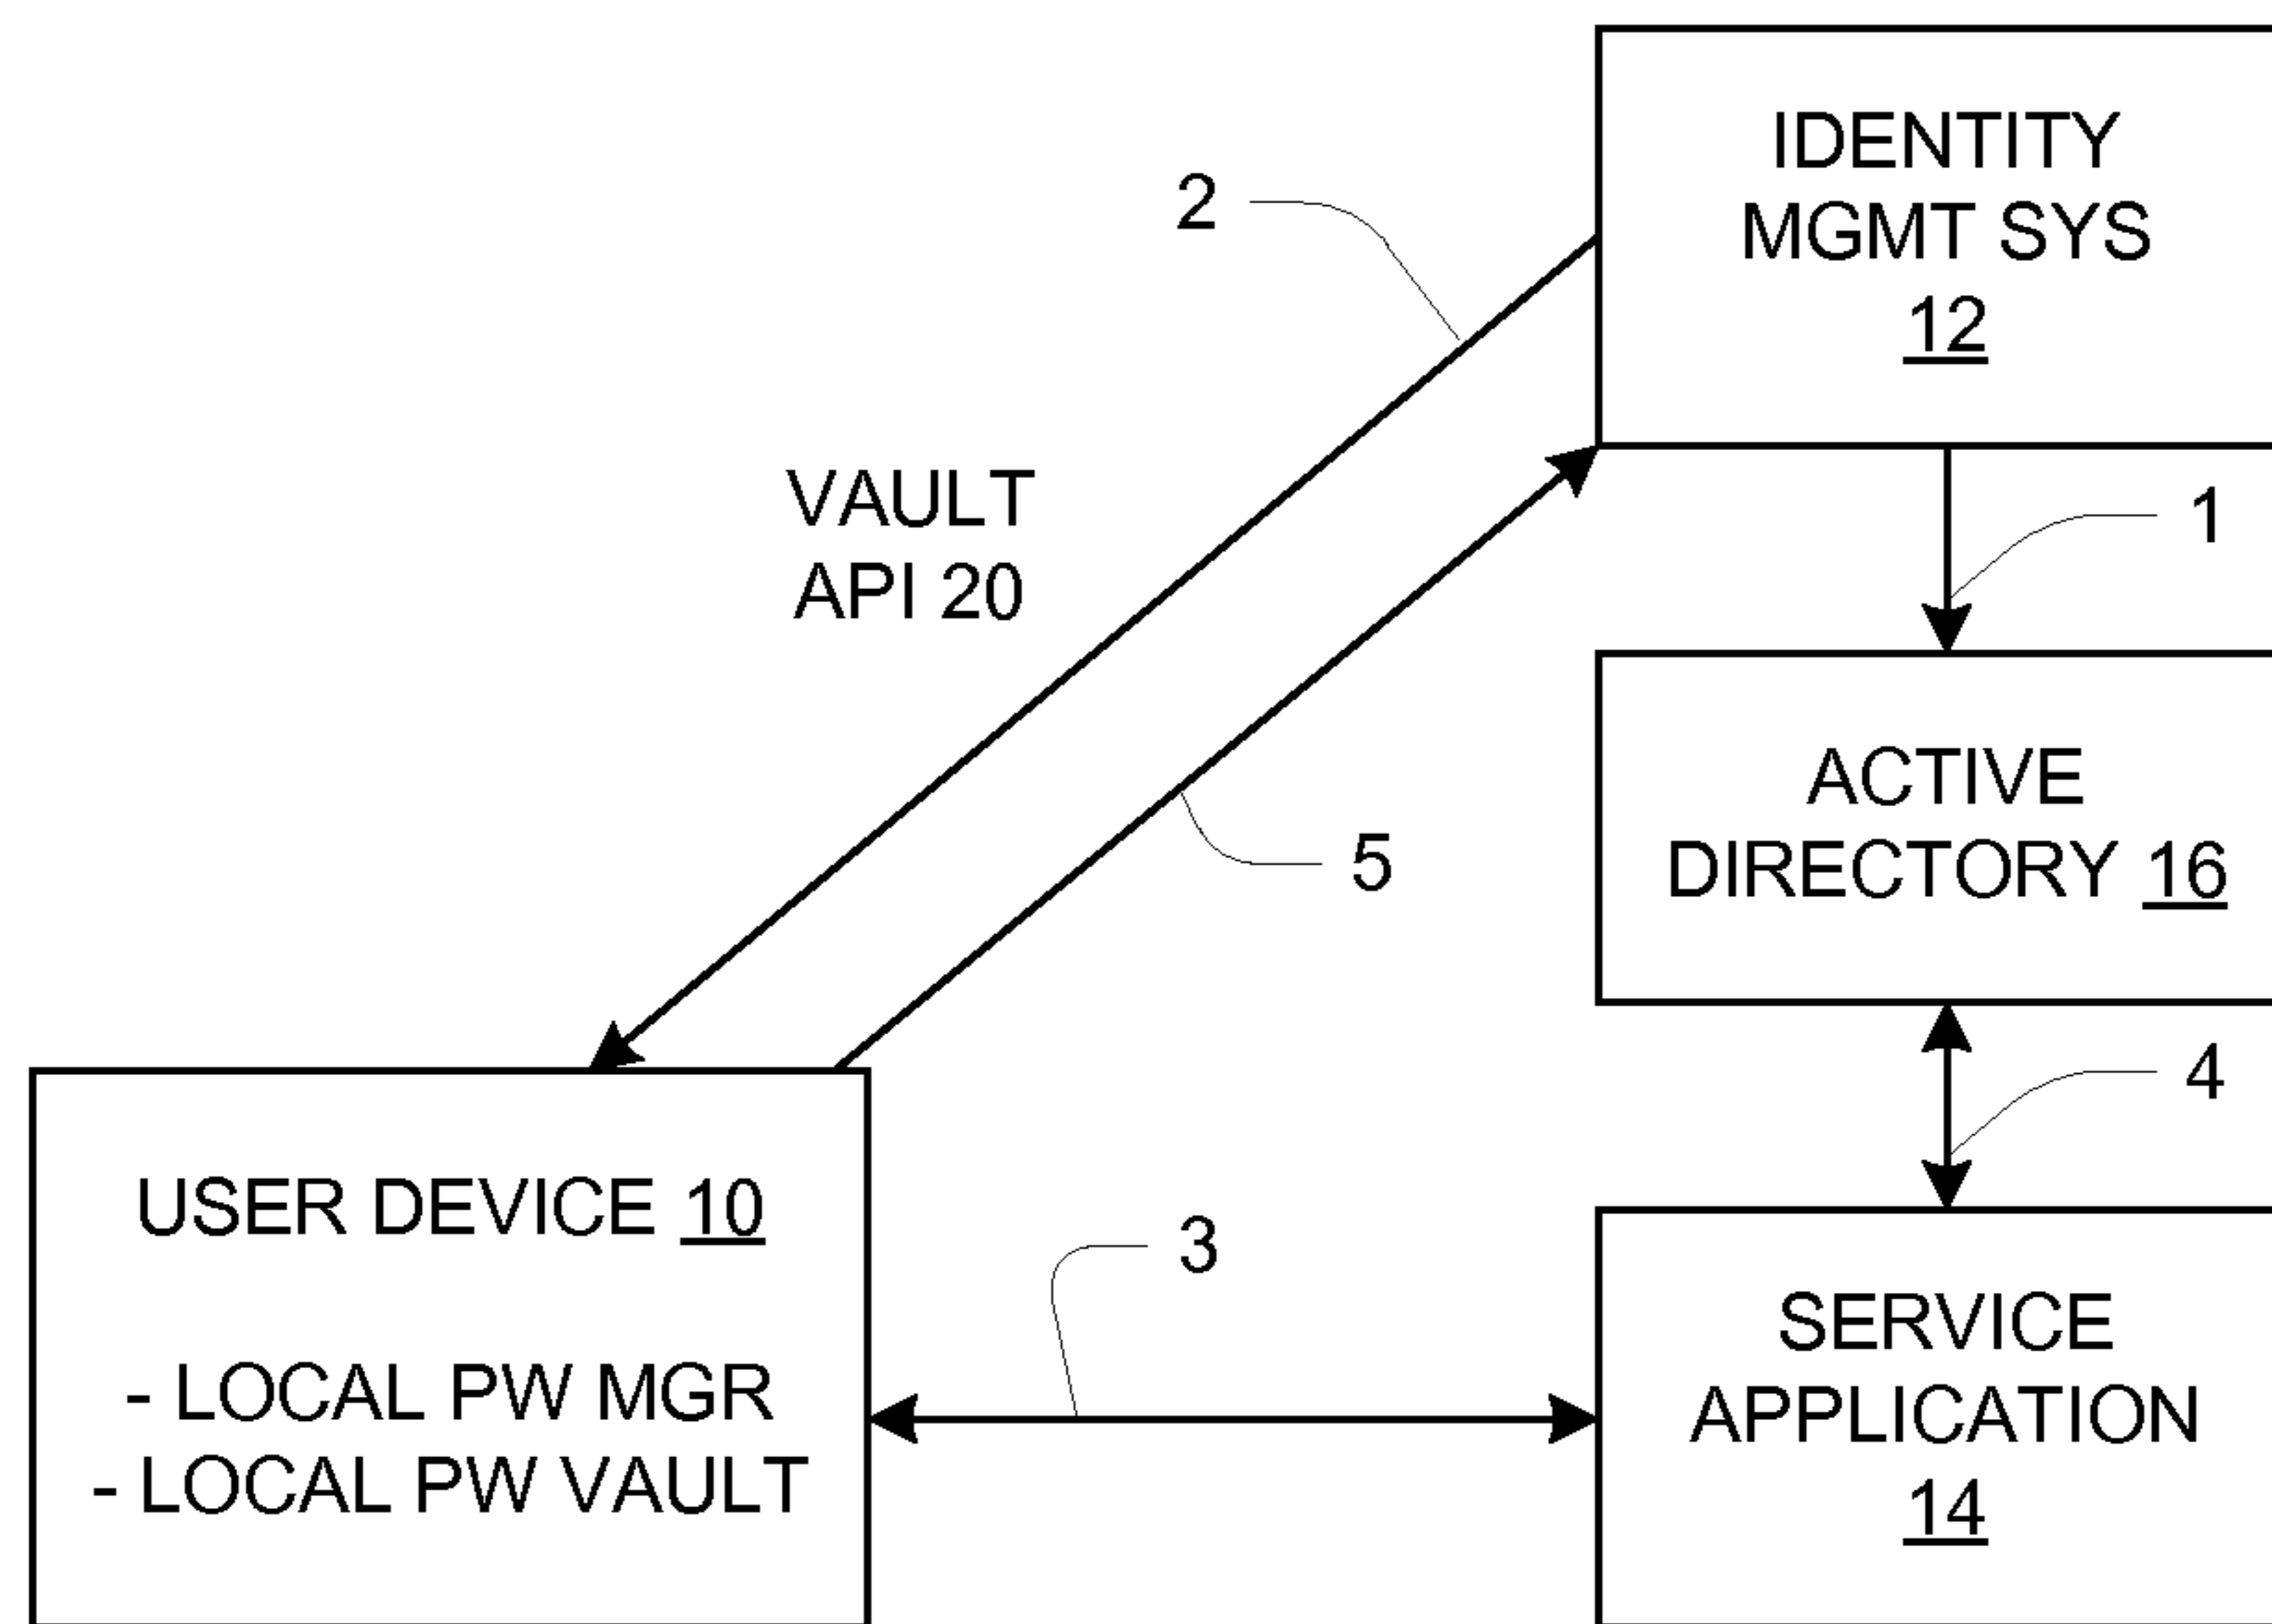 IDENTITY
MGMT SYS
12
2
VAULT
API 20
1
ACTIVE
DIRECTORY 16
5
4
USER DEVICE 10
- LOCAL PW MGR
- LOCAL PW VAULT
3
SERVICE
APPLICATION
14